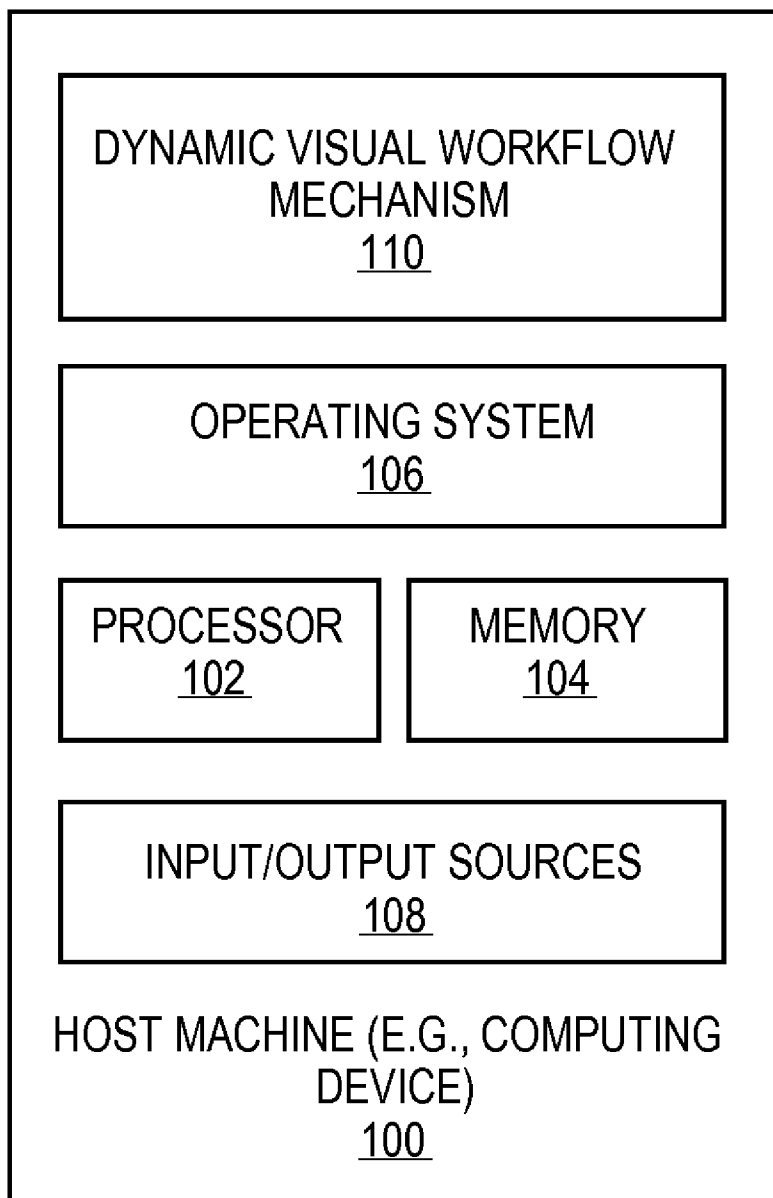 DYNAMIC VISUAL WORKFLOW
MECHANISM
110
OPERATING SYSTEM
106
PROCESSOR
102
MEMORY
104
INPUT/OUTPUT SOURCES
108
HOST MACHINE (E.G., COMPUTING
DEVICE)
100